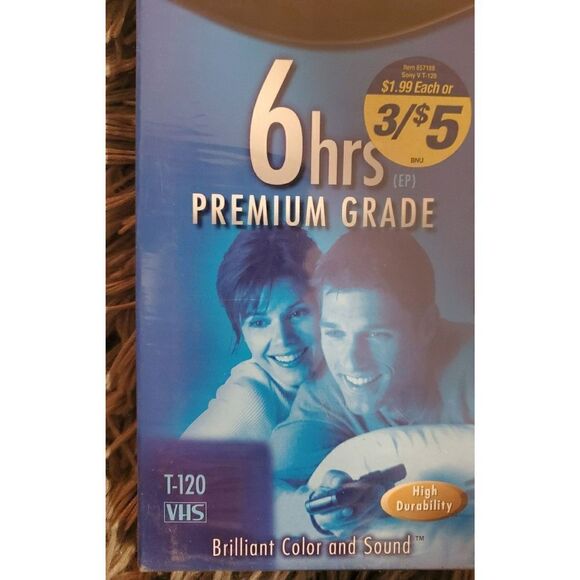 Item 857188
Sony V T-120
$1.99 Each or
3/$5
BNU
6hrs
(EP)
PREMIUM GRADE
T-120
VHS
High
Durability
Brilliant Color and Sound™